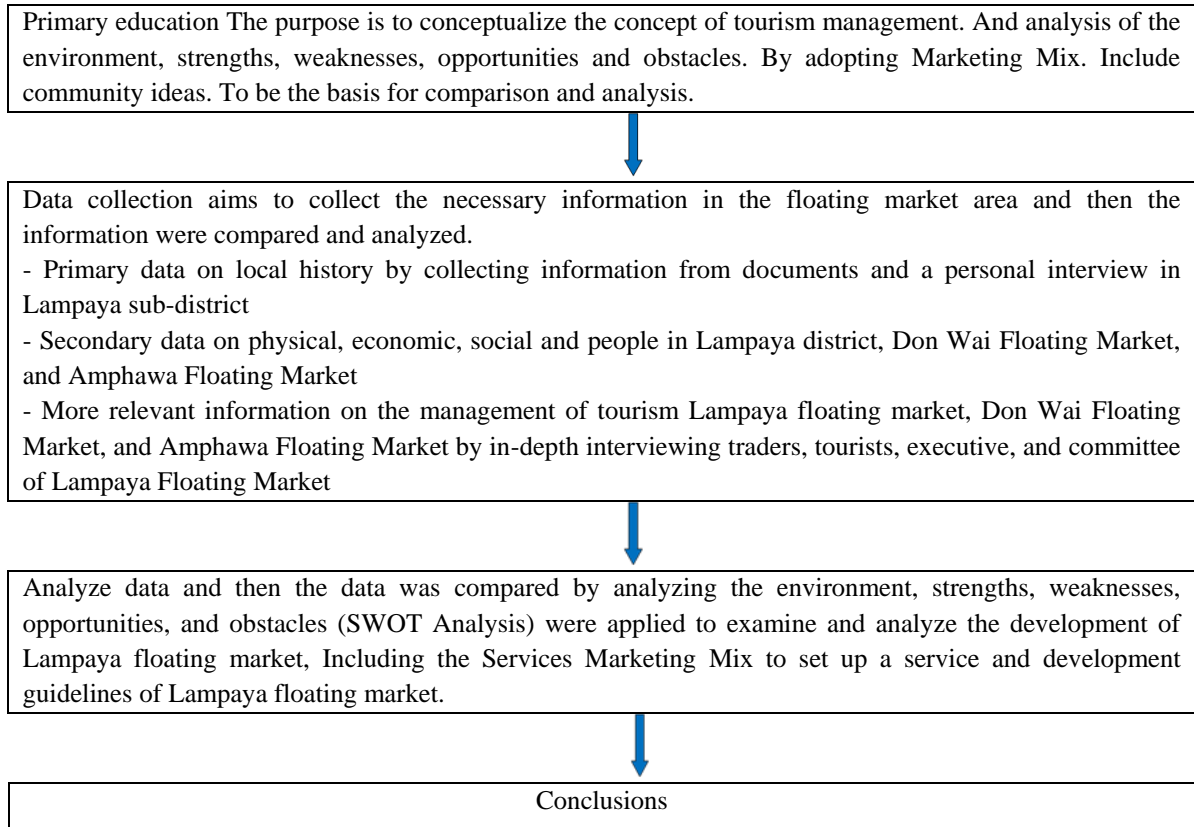 Primary education The purpose is to conceptualize the concept of tourism management. And analysis of the
environment, strengths, weaknesses, opportunities and obstacles. By adopting Marketing Mix. Include
community ideas. To be the basis for comparison and analysis.
Data collection aims to collect the necessary information in the floating market area and then the
information were compared and analyzed.
- Primary data on local history by collecting information from documents and a personal interview in
Lampaya sub-district
- Secondary data on physical, economic, social and people in Lampaya district, Don Wai Floating Market,
and Amphawa Floating Market
- More relevant information on the management of tourism Lampaya floating market, Don Wai Floating
Market, and Amphawa Floating Market by in-depth interviewing traders, tourists, executive, and committee
of Lampaya Floating Market
Analyze data and then the data was compared by analyzing the environment, strengths, weaknesses,
opportunities, and obstacles (SWOT Analysis) were applied to examine and analyze the development of
Lampaya floating market, Including the Services Marketing Mix to set up a service and development
guidelines of Lampaya floating market.
Conclusions